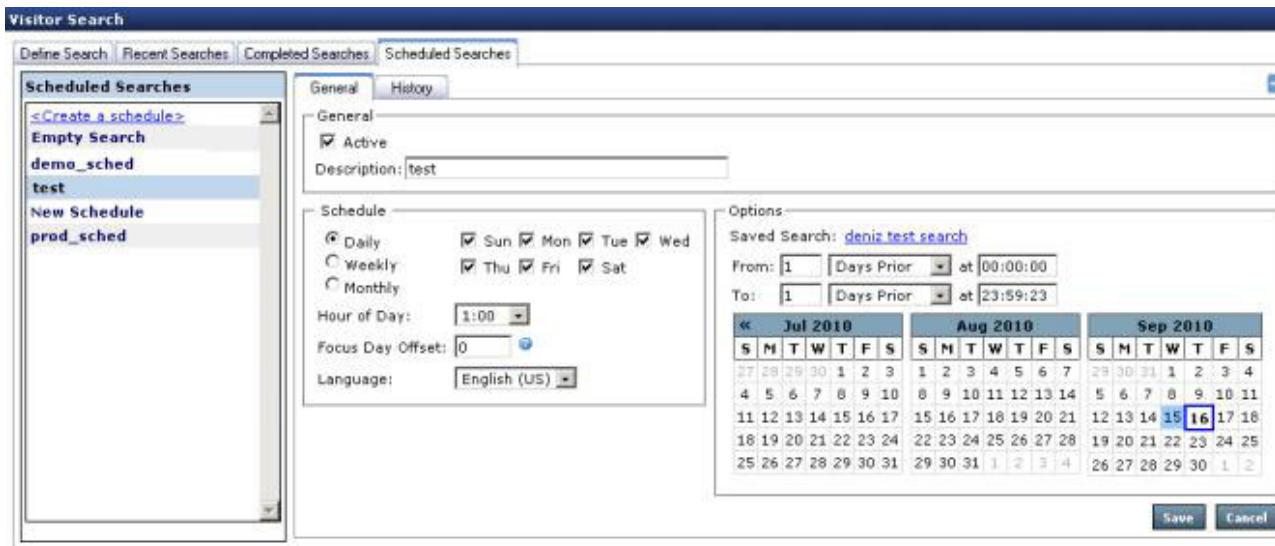 Visitor Search
Define Search Recent Searches Completed Searches Scheduled Searches
Scheduled Searches
<Create a schedule>
Empty Search
demo_sched
test
New Schedule
prod_sched
General History
General
Active
Description: test
Schedule
Daily
Weekly
Monthly
Sun Mon Tue Wed
Thu Fri Sat
Hour of Day: 1:00
Focus Day Offset: 0
Language: English (US)
Options
Saved Search: deniz test search
From: 1 Days Prior at 00:00:00
To: 1 Days Prior at 23:59:23
« Jul 2010
S M T W T F S
27 28 29 30 1 2 3
4 5 6 7 8 9 10
11 12 13 14 15 16 17
18 19 20 21 22 23 24
25 26 27 28 29 30 31
Aug 2010
S M T W T F S
1 2 3 4 5 6 7
8 9 10 11 12 13 14
15 16 17 18 19 20 21
22 23 24 25 26 27 28
29 30 31 1 2 3 4
Sep 2010
S M T W T F S
29 30 31 1 2 3 4
5 6 7 8 9 10 11
12 13 14 15 16 17 18
19 20 21 22 23 24 25
26 27 28 29 30 1 2
Save Cancel